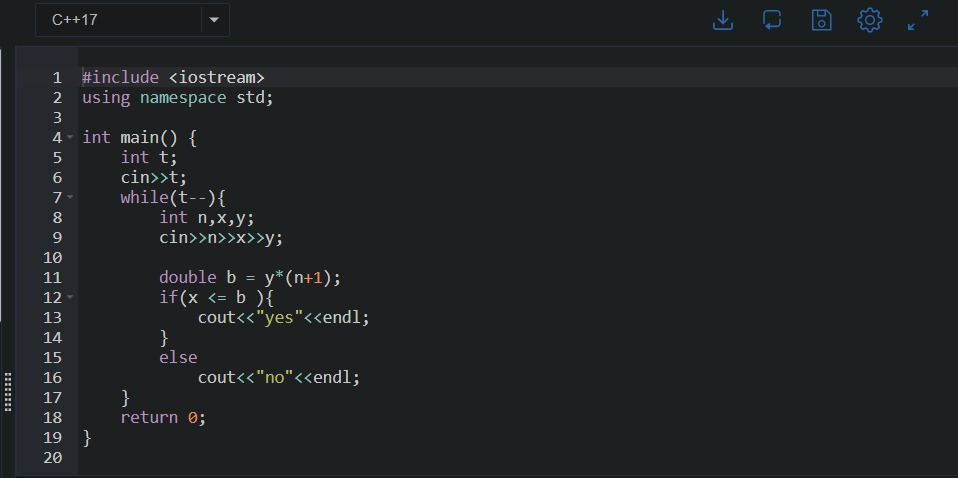 C++17
1 #include <iostream>
2 using namespace std;
3
4 int main() {
5     int t;
6     cin>>t;
7     while(t--){
8         int n,x,y;
9         cin>>n>>x>>y;
10
11         double b = y*(n+1);
12         if(x <= b ){
13             cout<<"yes"<<endl;
14         }
15         else
16             cout<<"no"<<endl;
17     }
18     return 0;
19 }
20